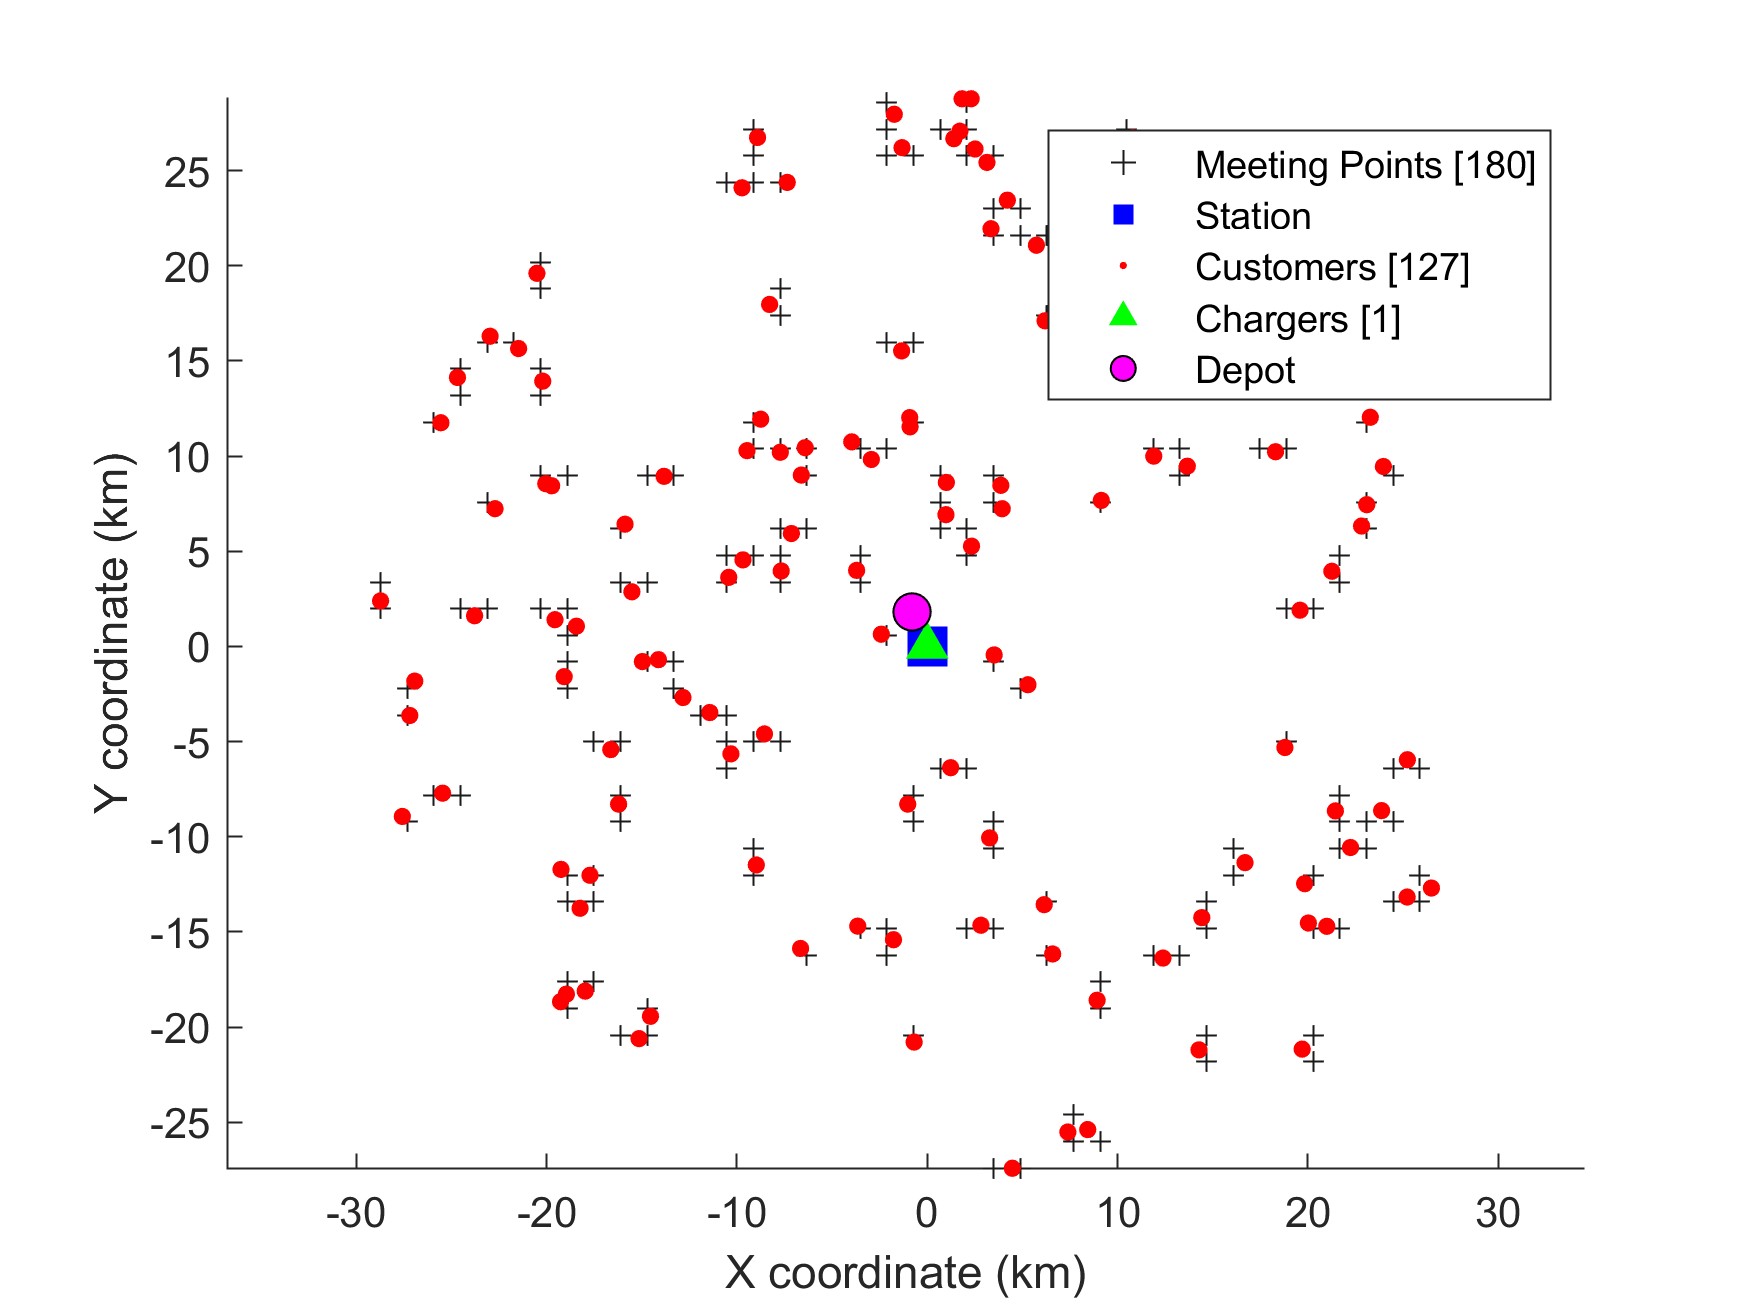 25
20
15
10
5
0
-5
-10
-15
-20
-25
Y coordinate (km)
Meeting Points [180]
Station
Customers [127]
Chargers [1]
Depot
-30 -20 -10 0 10 20 30
X coordinate (km)